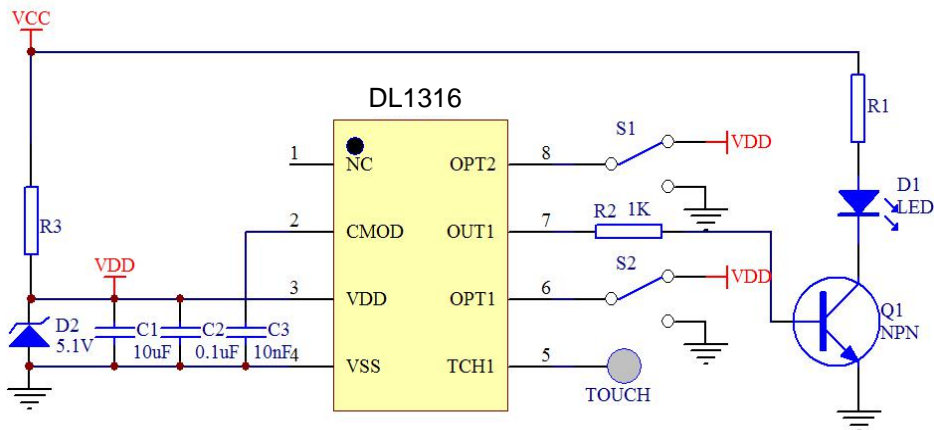 VCC
DL1316
R1
S1
VDD
1
NC
OPT2
8
D1
LED
R3
2
CMOD
OUT1
7
R2
1K
VDD
S2
VDD
3
VDD
OPT1
6
Q1
NPN
D2
5.1V
C1
10uF
C2
0.1uF
C3
10nF
4
VSS
TCH1
5
TOUCH